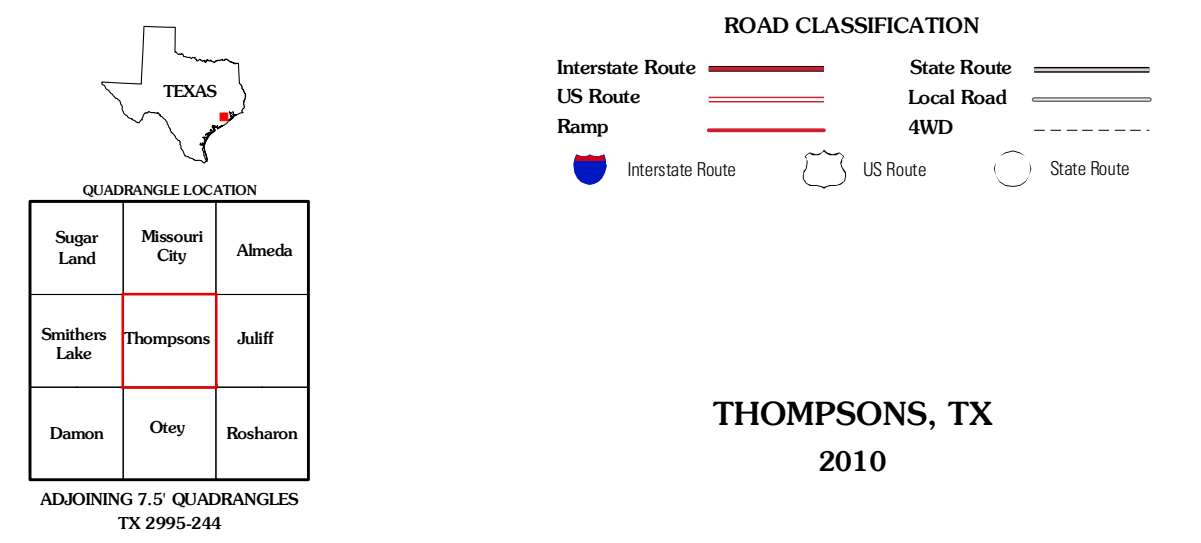 TEXAS
QUADRANGLE LOCATION
Sugar
Land
Missouri
City
Almeda
Smithers
Lake
Thompsons
Juliff
Damon
Otey
Rosharon
ADJOINING 7.5' QUADRANGLES
TX 2995-244
ROAD CLASSIFICATION
Interstate Route
State Route
US Route
Local Road
Ramp
4WD
Interstate Route
US Route
State Route
THOMPSONS, TX
2010